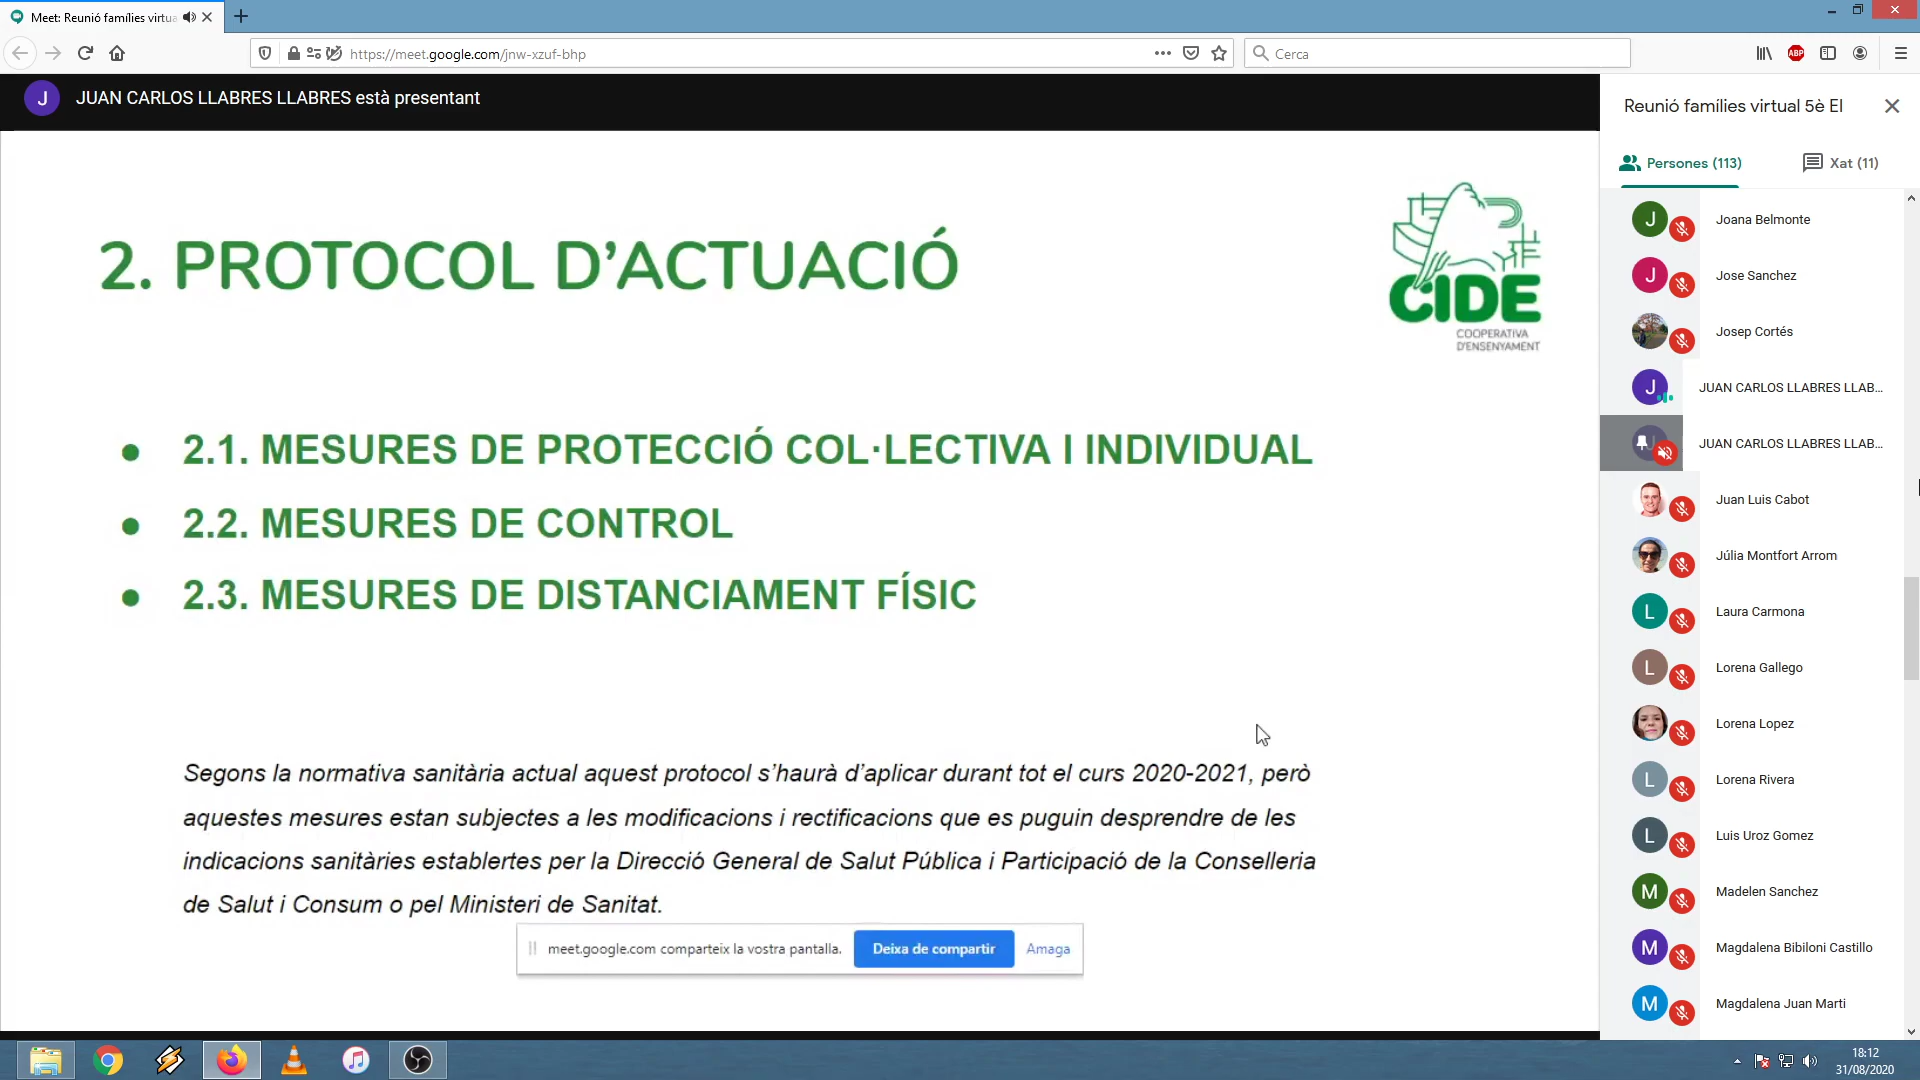 Meet: Reunió famílies virtua
https://meet.google.com/jnw-xzuf-bhp
Cerca
ABP
J
JUAN CARLOS LLABRES LLABRES està presentant
2. PROTOCOL D'ACTUACIÓ
CIDE
COOPERATIVA
D'ENSENYAMENT
• 2.1. MESURES DE PROTECCIÓ COL·LECTIVA I INDIVIDUAL
• 2.2. MESURES DE CONTROL
• 2.3. MESURES DE DISTANCIAMENT FÍSIC
Segons la normativa sanitària actual aquest protocol s'haurà d'aplicar durant tot el curs 2020-2021, però
aquestes mesures estan subjectes a les modificacions i rectificacions que es puguin desprendre de les
indicacions sanitàries establertes per la Direcció General de Salut Pública i Participació de la Conselleria
de Salut i Consum o pel Ministeri de Sanitat.
meet.google.com comparteix la vostra pantalla. Deixa de compartir Amaga
Reunió famílies virtual 5è EI
Persones (113) Xat (11)
J Joana Belmonte
J Jose Sanchez
Josep Cortés
J JUAN CARLOS LLABRES LLAB...
JUAN CARLOS LLABRES LLAB...
Juan Luis Cabot
Júlia Montfort Arrom
L Laura Carmona
L Lorena Gallego
Lorena Lopez
L Lorena Rivera
L Luis Uroz Gomez
M Madelen Sanchez
M Magdalena Bibiloni Castillo
M Magdalena Juan Marti
18:12
31/08/2020